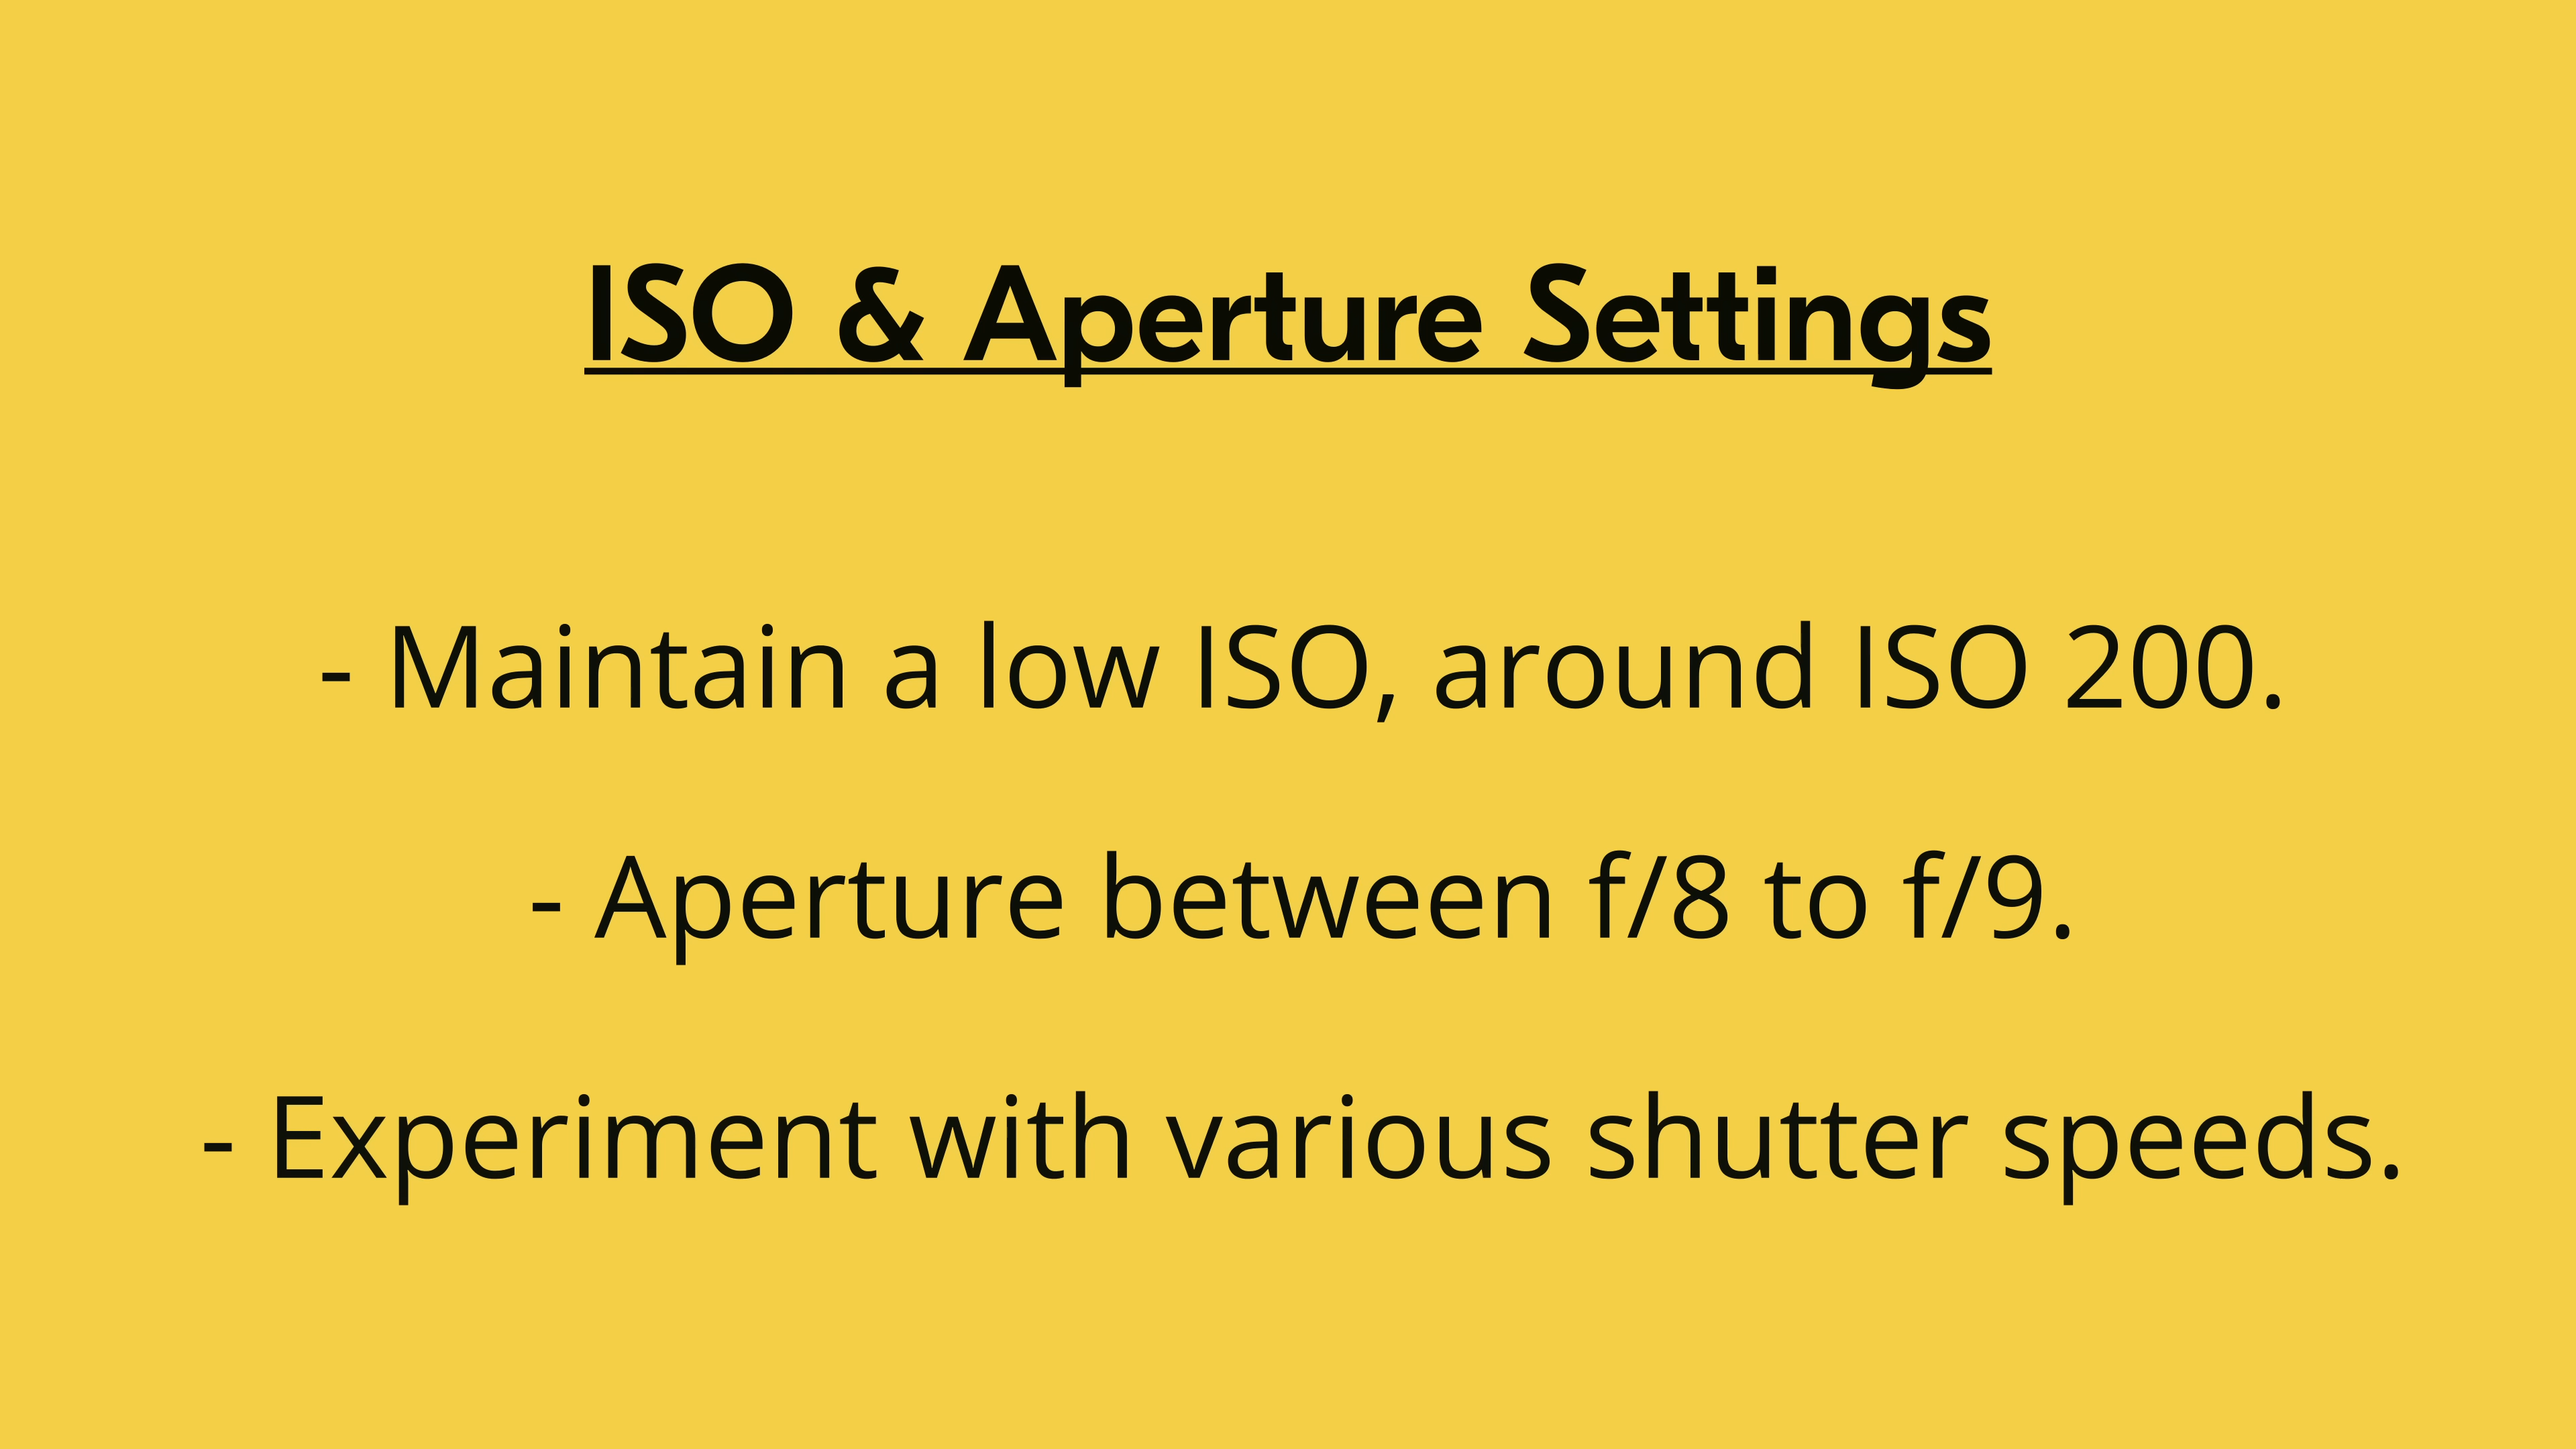 ISO & Aperture Settings
- Maintain a low ISO, around ISO 200.
- Aperture between f/8 to f/9.
- Experiment with various shutter speeds.